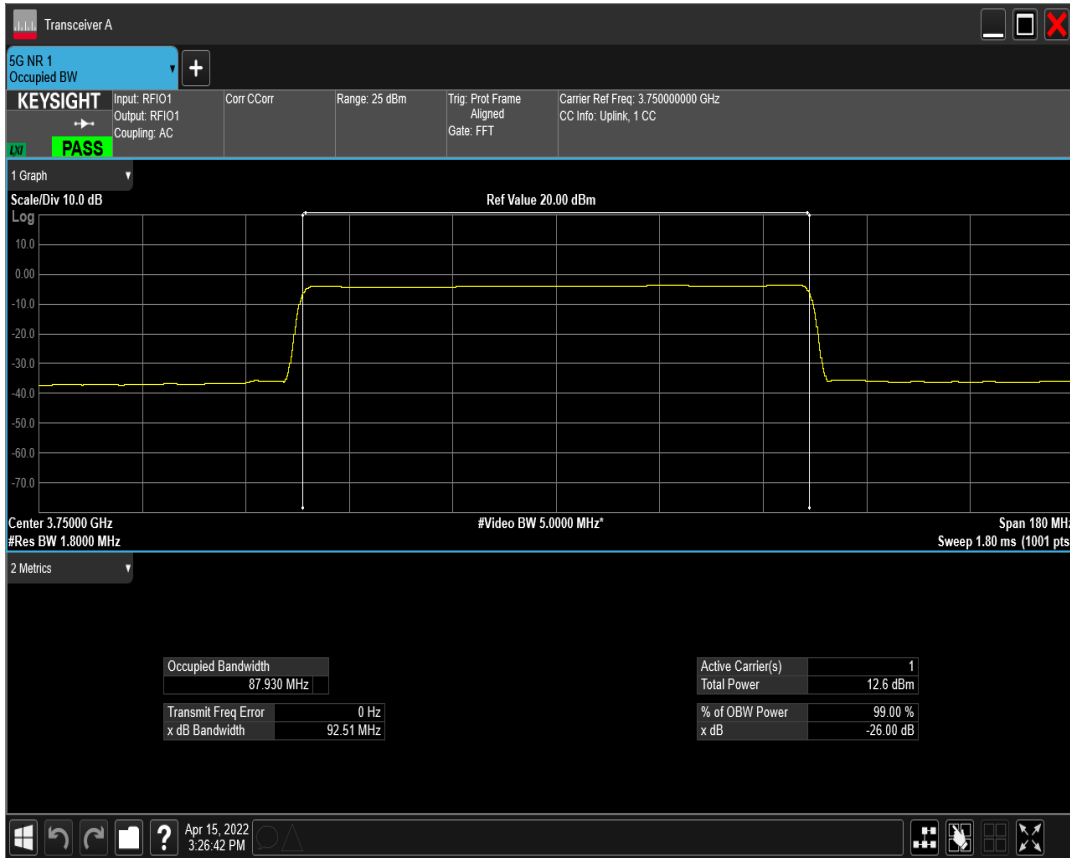 Transceiver A
5G NR 1
Occupied BW
+
KEYSIGHT
LXI
PASS
Input: RFIO1
Output: RFIO1
Coupling: AC
Corr CCorr
Range: 25 dBm
Trig: Prot Frame
Aligned
Gate: FFT
Carrier Ref Freq: 3.750000000 GHz
CC Info: Uplink, 1 CC
1 Graph
Scale/Div 10.0 dB
Ref Value 20.00 dBm
Log
10.0
0.00
-10.0
-20.0
-30.0
-40.0
-50.0
-60.0
-70.0
Center 3.75000 GHz
#Video BW 5.0000 MHz*
Span 180 MHz
#Res BW 1.8000 MHz
Sweep 1.80 ms (1001 pts
2 Metrics
Occupied Bandwidth
87.930 MHz
Transmit Freq Error 0 Hz
x dB Bandwidth 92.51 MHz
Active Carrier(s) 1
Total Power 12.6 dBm
% of OBW Power 99.00 %
x dB -26.00 dB
?
Apr 15, 2022
3:26:42 PM